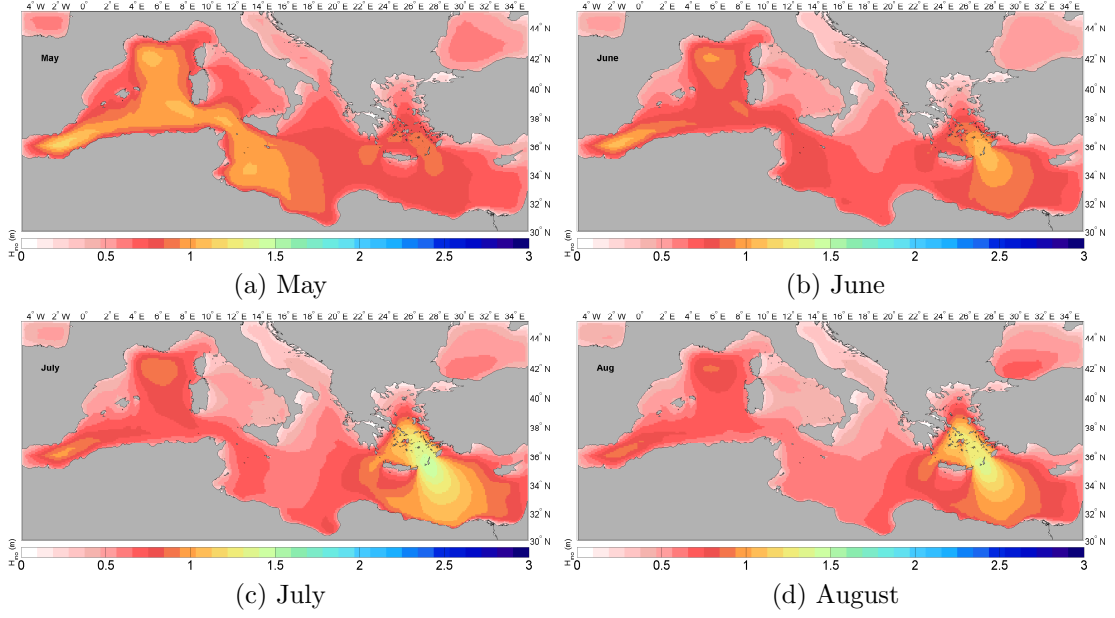 4° W 2° W 0° 2° E 4° E 6° E 8° E 10° E 12° E 14° E 16° E 18° E 20° E 22° E 24° E 26° E 28° E 30° E 32° E 34° E
4° W 2° W 0° 2° E 4° E 6° E 8° E 10° E 12° E 14° E 16° E 18° E 20° E 22° E 24° E 26° E 28° E 30° E 32° E 34° E
44° N
44° N
May
42° N
June
42° N
40° N
40° N
38° N
38° N
36° N
36° N
34° N
34° N
32° N
32° N
30° N
30° N
(m)
(m)
0 0.5 1 1.5 2 2.5 3
0 0.5 1 1.5 2 2.5 3
(a) May
(b) June
4° W 2° W 0° 2° E 4° E 6° E 8° E 10° E 12° E 14° E 16° E 18° E 20° E 22° E 24° E 26° E 28° E 30° E 32° E 34° E
4° W 2° W 0° 2° E 4° E 6° E 8° E 10° E 12° E 14° E 16° E 18° E 20° E 22° E 24° E 26° E 28° E 30° E 32° E 34° E
44° N
44° N
July
42° N
Aug
42° N
40° N
40° N
38° N
38° N
36° N
36° N
34° N
34° N
32° N
32° N
30° N
30° N
(m)
(m)
0 0.5 1 1.5 2 2.5 3
0 0.5 1 1.5 2 2.5 3
(c) July
(d) August